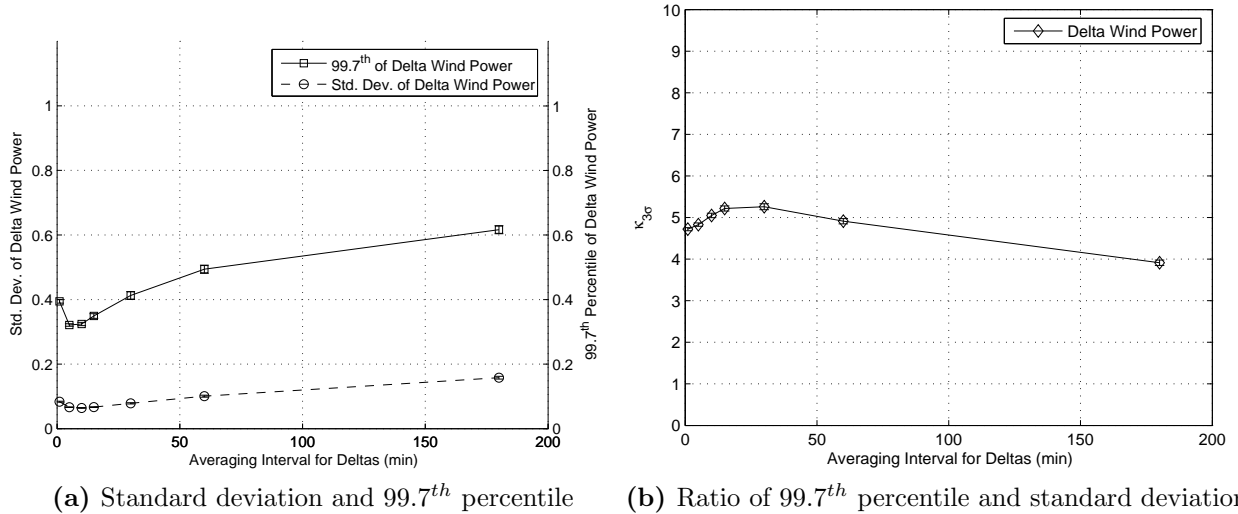 99.7th of Delta Wind Power
Std. Dev. of Delta Wind Power
1
0.8
0.6
0.4
0.2
0
Std. Dev. of Delta Wind Power
1
0.8
0.6
0.4
0.2
0
99.7th Percentile of Delta Wind Power
0 50 100 150 200
Averaging Interval for Deltas (min)
(a) Standard deviation and 99.7th percentile
Delta Wind Power
10
9
8
7
6
5
4
3
2
1
0
κ3σ
0 50 100 150 200
Averaging Interval for Deltas (min)
(b) Ratio of 99.7th percentile and standard deviation